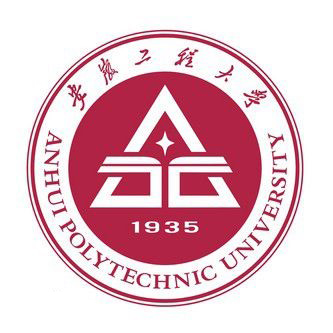 安徽工程大学
1935
ANHUI POLYTECHNIC UNIVERSITY